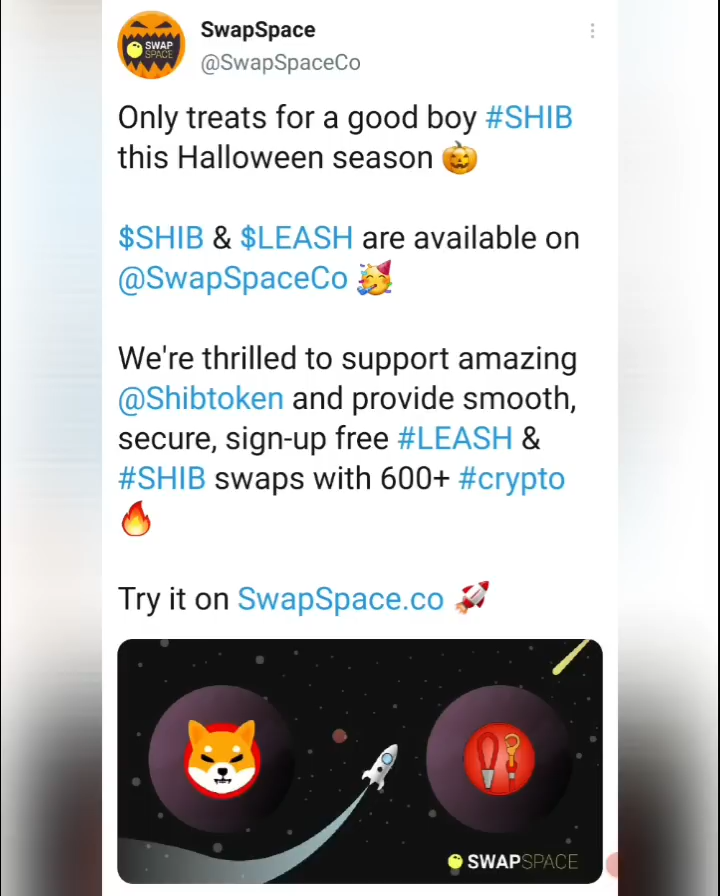 SWAP
SPACE
SwapSpace
@SwapSpaceCo
Only treats for a good boy #SHIB
this Halloween season 🎃
$SHIB & $LEASH are available on
@SwapSpaceCo 🥳
We're thrilled to support amazing
@Shibtoken and provide smooth,
secure, sign-up free #LEASH &
#SHIB swaps with 600+ #crypto
🔥
Try it on SwapSpace.co 🚀
SWAPSPACE